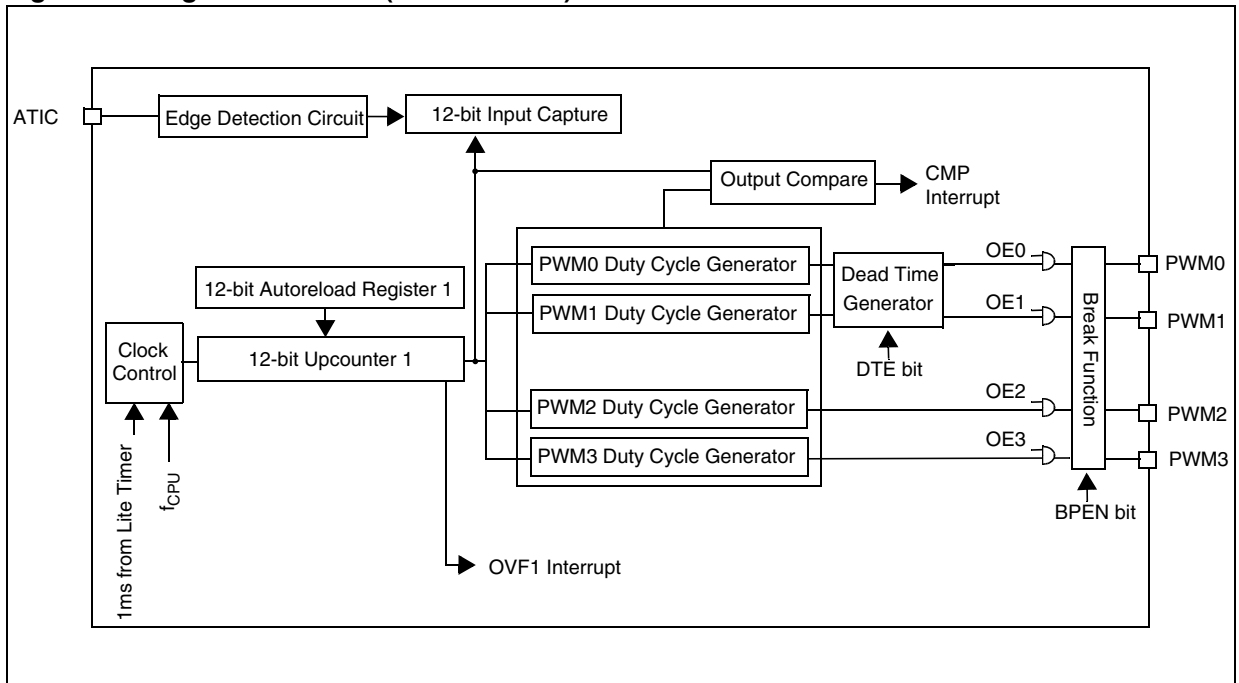 ATIC
Edge Detection Circuit
12-bit Input Capture
Output Compare
CMP
Interrupt
12-bit Autoreload Register 1
12-bit Upcounter 1
Clock
Control
1ms from Lite Timer
fCPU
PWM0 Duty Cycle Generator
PWM1 Duty Cycle Generator
PWM2 Duty Cycle Generator
PWM3 Duty Cycle Generator
Dead Time
Generator
DTE bit
OE0
OE1
OE2
OE3
Break Function
BPEN bit
PWM0
PWM1
PWM2
PWM3
OVF1 Interrupt